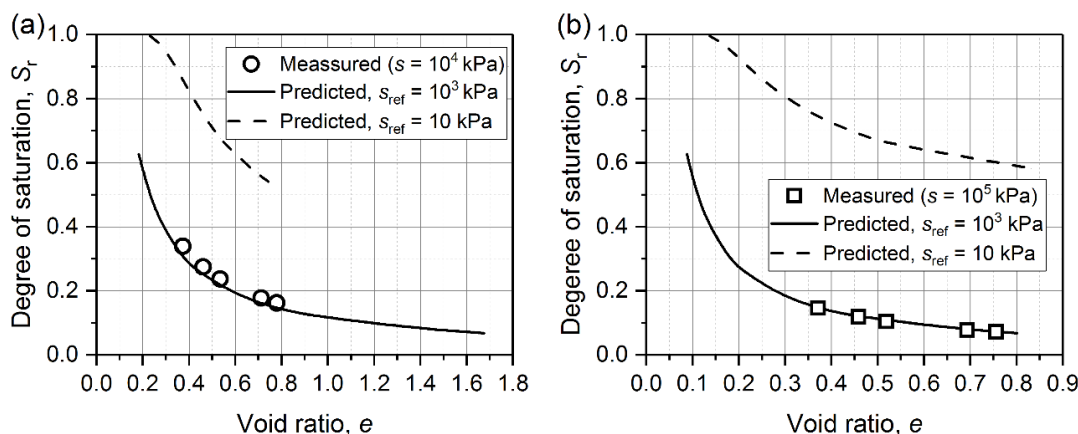 (a)
1.0
0.8
0.6
0.4
0.2
0.0
Degree of saturation, Sr
Meassured (s = 10⁴ kPa)
Predicted, sref = 10³ kPa
Predicted, sref = 10 kPa
0.0 0.2 0.4 0.6 0.8 1.0 1.2 1.4 1.6 1.8
Void ratio, e
(b)
1.0
0.8
0.6
0.4
0.2
0.0
Degeree of saturation, Sr
Measured (s = 10⁵ kPa)
Predicted, sref = 10³ kPa
Predicted, sref = 10 kPa
0.0 0.1 0.2 0.3 0.4 0.5 0.6 0.7 0.8 0.9
Void ratio, e